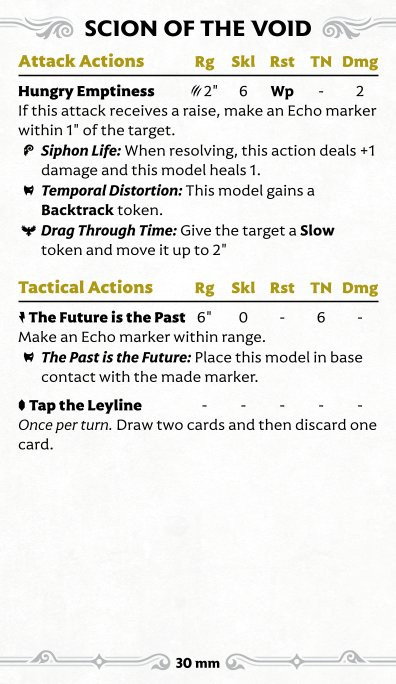 SCION OF THE VOID
Attack Actions Rg Skl Rst TN Dmg
Hungry Emptiness 2" 6 Wp - 2
If this attack receives a raise, make an Echo marker
within 1" of the target.
Siphon Life: When resolving, this action deals +1
damage and this model heals 1.
Temporal Distortion: This model gains a
Backtrack token.
Drag Through Time: Give the target a Slow
token and move it up to 2"
Tactical Actions Rg Skl Rst TN Dmg
The Future is the Past 6" 0 - 6 -
Make an Echo marker within range.
The Past is the Future: Place this model in base
contact with the made marker.
Tap the Leyline - - - - -
Once per turn. Draw two cards and then discard one
card.
30 mm